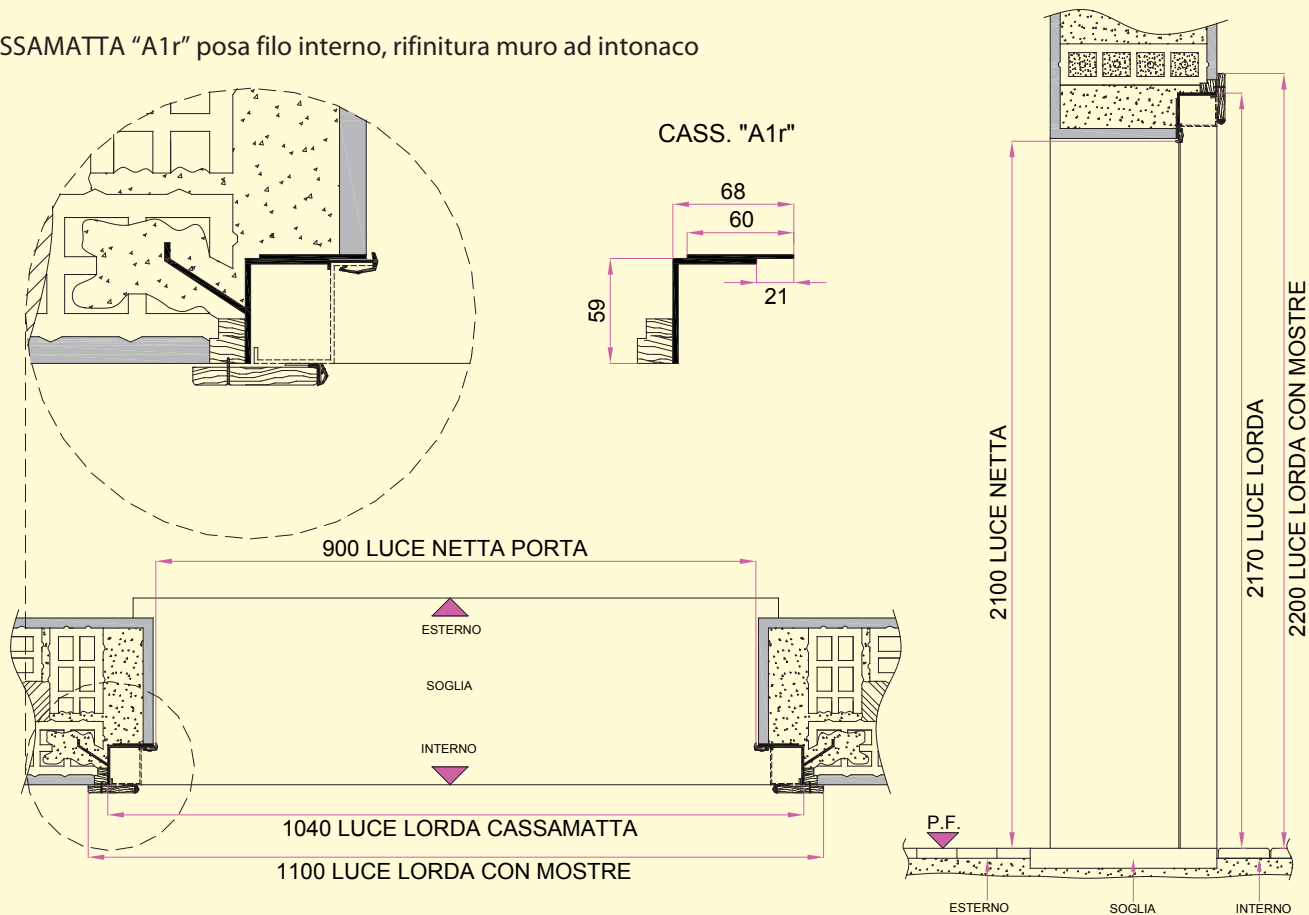 SSAMATTA “A1r” posa filo interno, rifinitura muro ad intonaco
CASS. "A1r"
68
60
21
59
900 LUCE NETTA PORTA
ESTERNO
SOGLIA
INTERNO
1040 LUCE LORDA CASSAMATTA
1100 LUCE LORDA CON MOSTRE
2100 LUCE NETTA
2170 LUCE LORDA
2200 LUCE LORDA CON MOSTRE
P.F.
ESTERNO
SOGLIA
INTERNO